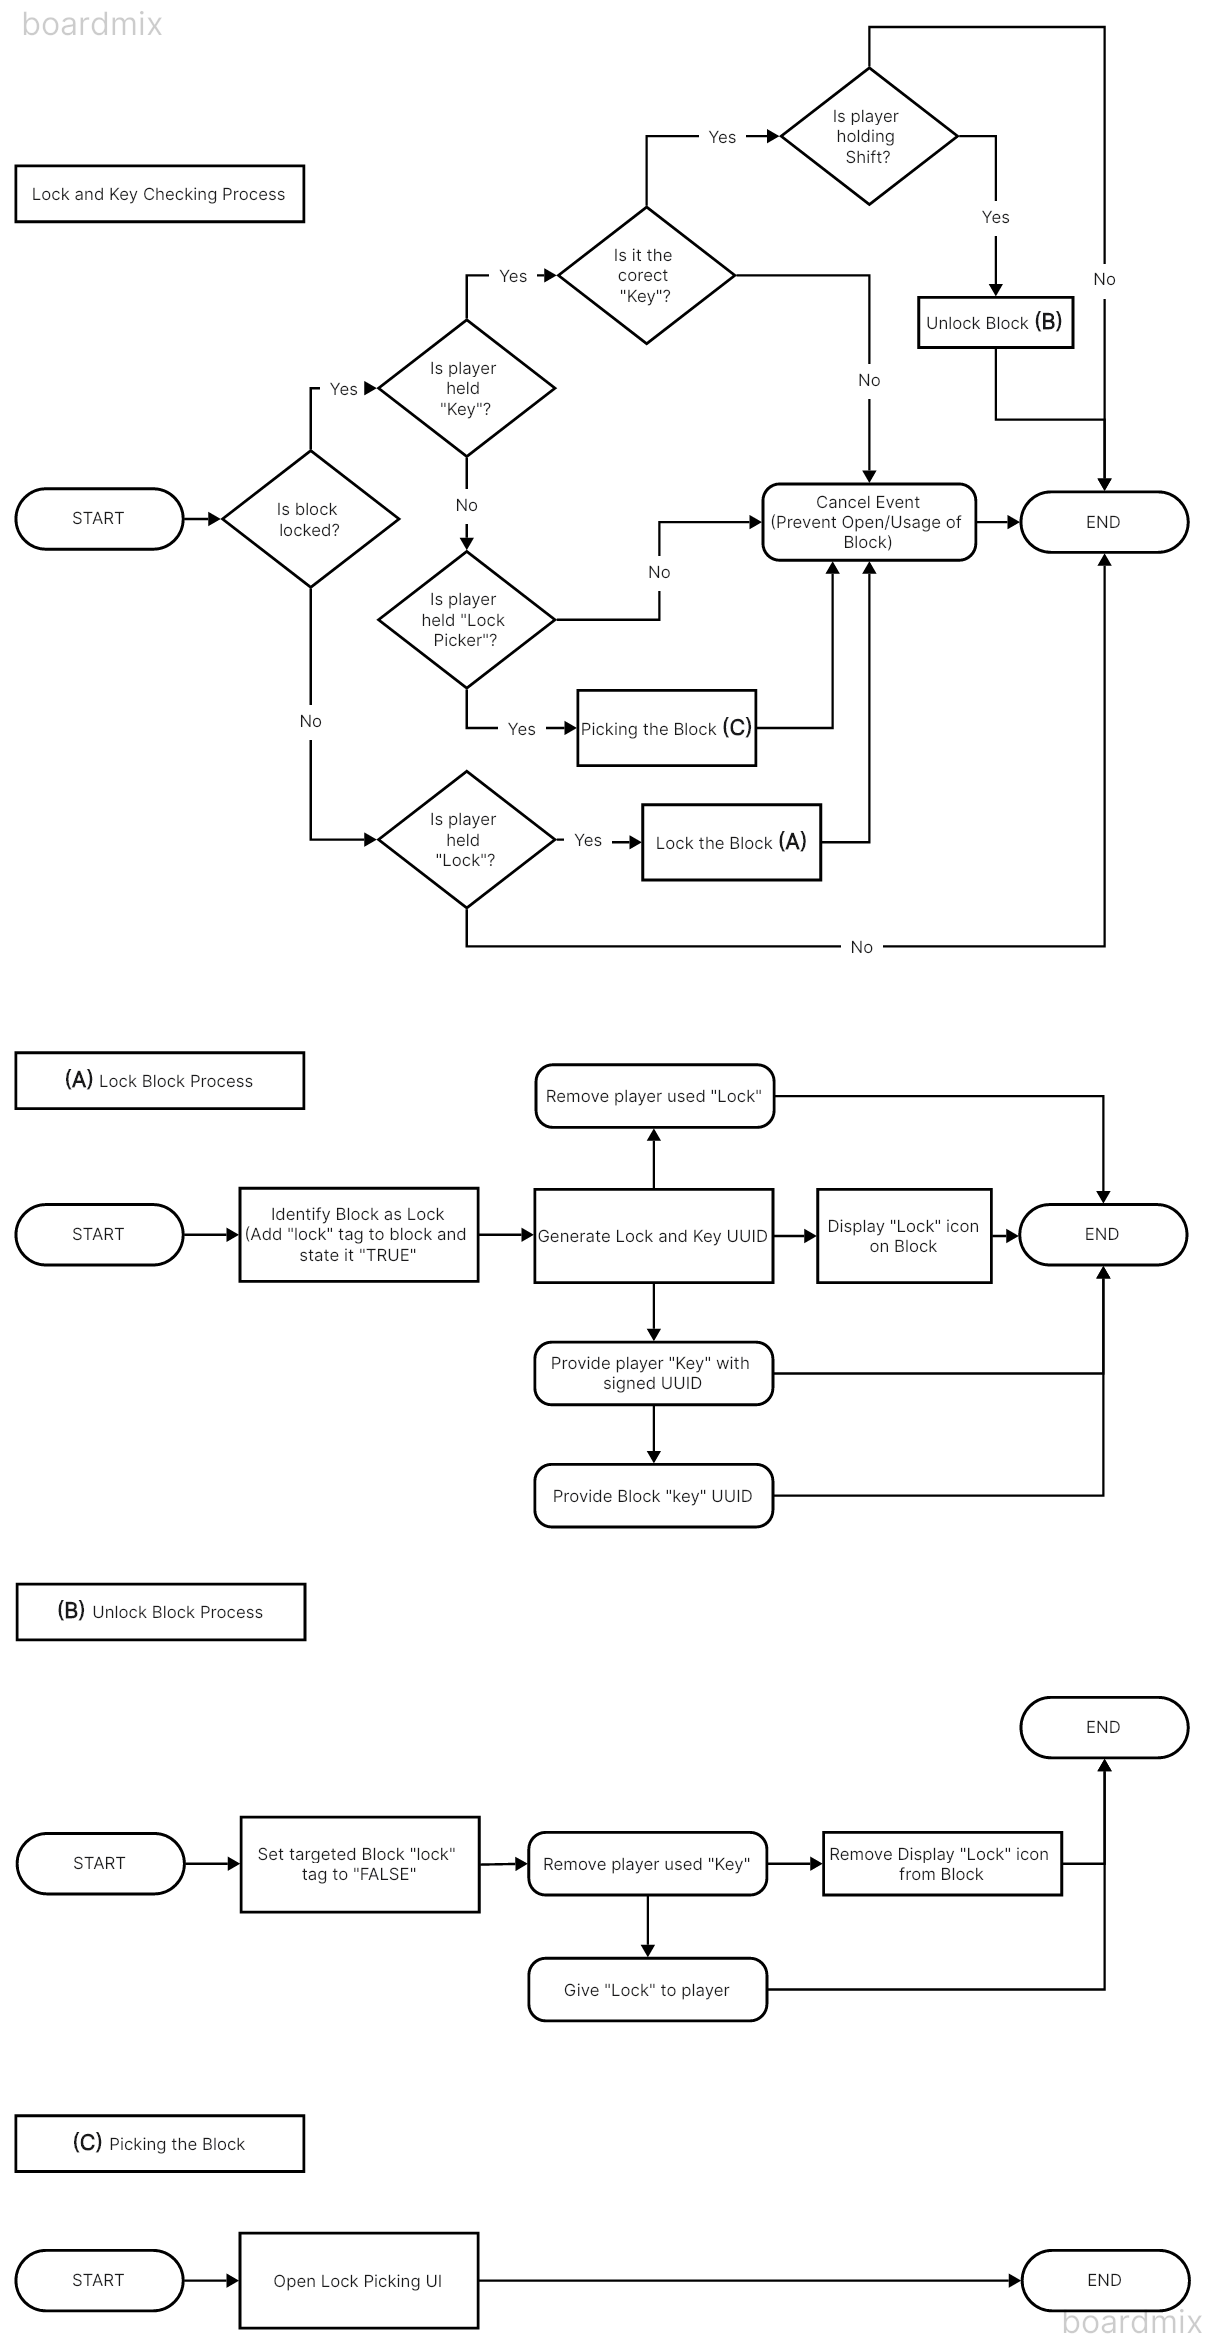 boardmix
Is player
holding
Shift?
Yes
Lock and Key Checking Process
Yes
Is it the
corect
"Key"?
Yes
No
Unlock Block (B)
Is player
held
"Key"?
Yes
No
Is block
locked?
START
No
Cancel Event
(Prevent Open/Usage of
Block)
END
Is player
held "Lock
Picker"?
No
No
Yes
Picking the Block (C)
Is player
held
"Lock"?
Yes
Lock the Block (A)
No
(A) Lock Block Process
Remove player used "Lock"
START
Identify Block as Lock
(Add "lock" tag to block and
state it "TRUE"
Generate Lock and Key UUID
Display "Lock" icon
on Block
END
Provide player "Key" with
signed UUID
Provide Block "key" UUID
(B) Unlock Block Process
END
START
Set targeted Block "lock"
tag to "FALSE"
Remove player used "Key"
Remove Display "Lock" icon
from Block
Give "Lock" to player
(C) Picking the Block
START
Open Lock Picking UI
END
boardmix